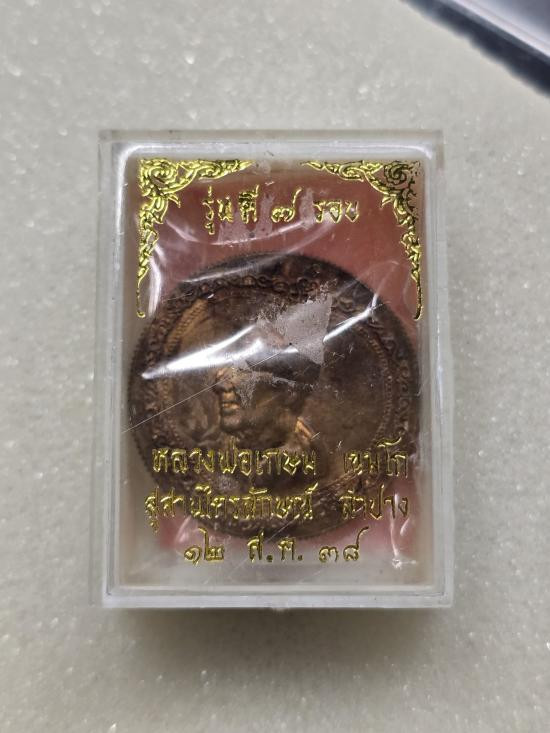 รุ่นที่ ๗ รอบ
หลวงพ่อเกษม เขมโก
สุสานไตรลักษณ์ ลำปาง
๑๒ ส.ค. ๓๘